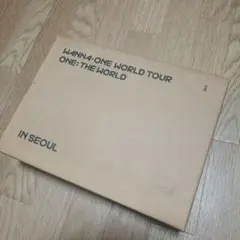 WANNA·ONE WORLD TOUR
ONE: THE WORLD
IN SEOUL